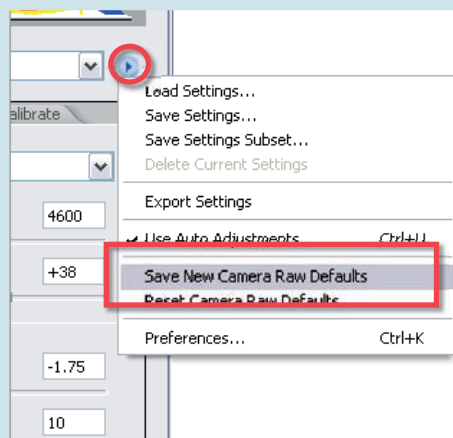 Load Settings...
alibrate
Save Settings...
Save Settings Subset...
Delete Current Settings
Export Settings
4600
Use Auto Adjustments Ctrl+U
+38
Save New Camera Raw Defaults
Reset Camera Raw Defaults
Preferences... Ctrl+K
-1.75
10